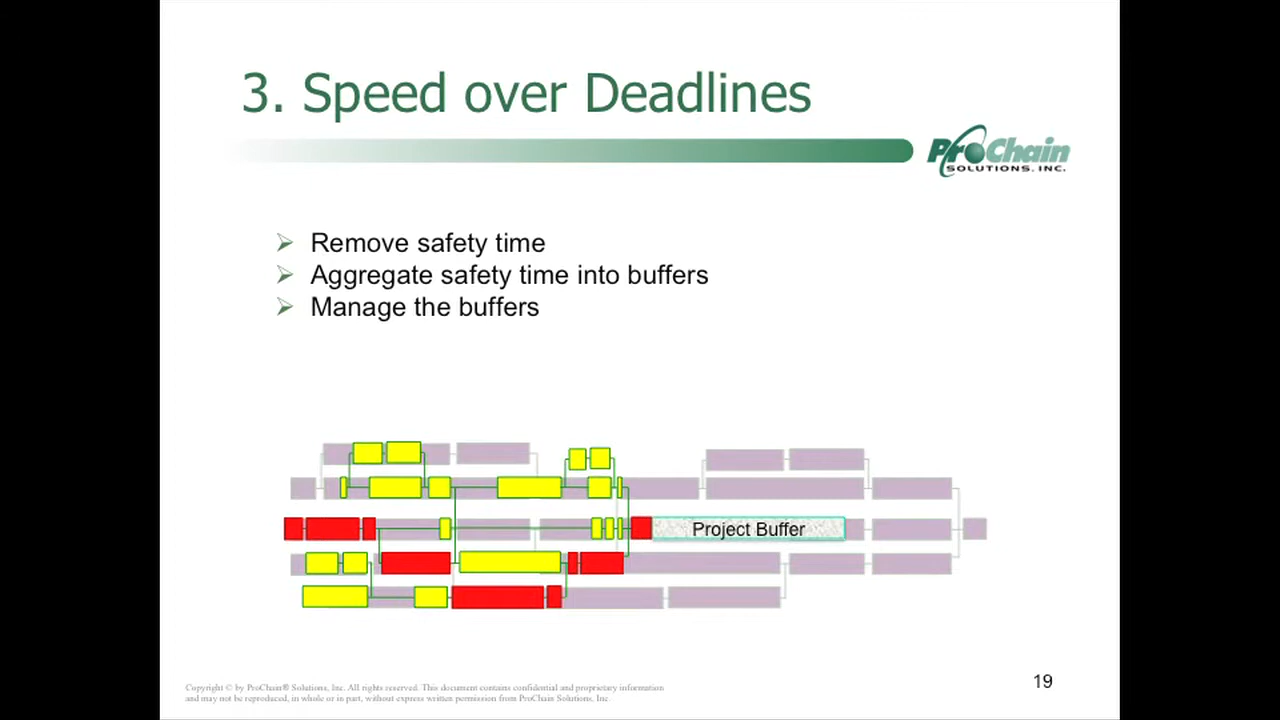 3. Speed over Deadlines
ProChain
SOLUTIONS, INC.
Remove safety time
Aggregate safety time into buffers
Manage the buffers
Project Buffer
Copyright © by ProChain® Solutions, Inc. All rights reserved. This document contains confidential and proprietary information
and may not be reproduced, in whole or in part, without express written permission from ProChain Solutions, Inc.
19